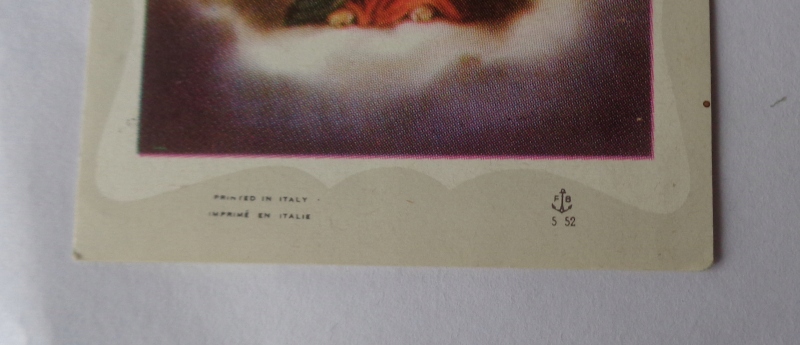 PRINTED IN ITALY
IMPRIMÉ EN ITALIE
F B
S 52